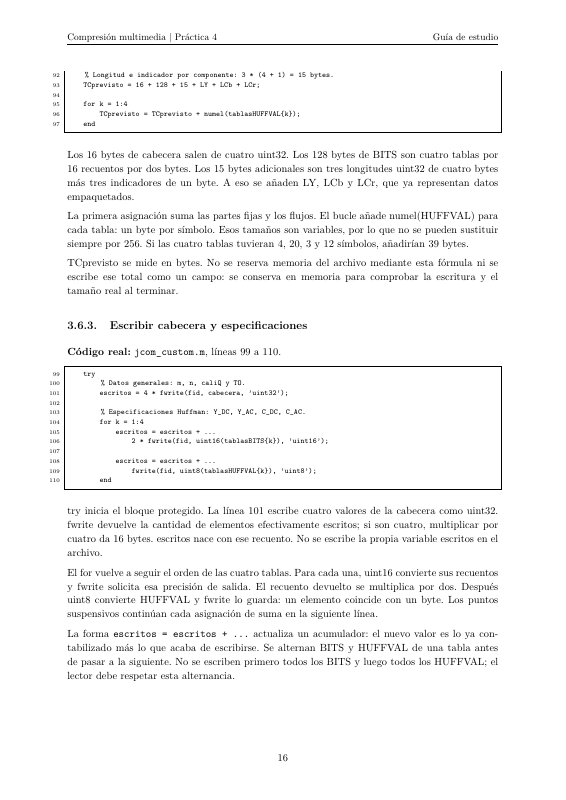 Compresión multimedia | Práctica 4 Guía de estudio
92 % Longitud e indicador por componente: 3 * (4 + 1) = 15 bytes.
93 TCprevisto = 16 + 128 + 15 + LY + LCb + LCr;
94
95 for k = 1:4
96 TCprevisto = TCprevisto + numel(tablasHUFFVAL{k});
97 end
Los 16 bytes de cabecera salen de cuatro uint32. Los 128 bytes de BITS son cuatro tablas por
16 recuentos por dos bytes. Los 15 bytes adicionales son tres longitudes uint32 de cuatro bytes
más tres indicadores de un byte. A eso se añaden LY, LCb y LCr, que ya representan datos
empaquetados.
La primera asignación suma las partes fijas y los flujos. El bucle añade numel(HUFFVAL) para
cada tabla: un byte por símbolo. Esos tamaños son variables, por lo que no se pueden sustituir
siempre por 256. Si las cuatro tablas tuvieran 4, 20, 3 y 12 símbolos, añadirían 39 bytes.
TCprevisto se mide en bytes. No se reserva memoria del archivo mediante esta fórmula ni se
escribe ese total como un campo: se conserva en memoria para comprobar la escritura y el
tamaño real al terminar.
3.6.3. Escribir cabecera y especificaciones
Código real: jcom_custom.m, líneas 99 a 110.
99 try
100 % Datos generales: m, n, caliQ y TO.
101 escritos = 4 * fwrite(fid, cabecera, 'uint32');
102
103 % Especificaciones Huffman: Y_DC, Y_AC, C_DC, C_AC.
104 for k = 1:4
105 escritos = escritos + ...
106 2 * fwrite(fid, uint16(tablasBITS{k}), 'uint16');
107
108 escritos = escritos + ...
109 fwrite(fid, uint8(tablasHUFFVAL{k}), 'uint8');
110 end
try inicia el bloque protegido. La línea 101 escribe cuatro valores de la cabecera como uint32.
fwrite devuelve la cantidad de elementos efectivamente escritos; si son cuatro, multiplicar por
cuatro da 16 bytes. escritos nace con ese recuento. No se escribe la propia variable escritos en el
archivo.
El for vuelve a seguir el orden de las cuatro tablas. Para cada una, uint16 convierte sus recuentos
y fwrite solicita esa precisión de salida. El recuento devuelto se multiplica por dos. Después
uint8 convierte HUFFVAL y fwrite lo guarda: un elemento coincide con un byte. Los puntos
suspensivos continúan cada asignación de suma en la siguiente línea.
La forma escritos = escritos + ... actualiza un acumulador: el nuevo valor es lo ya con-
tabilizado más lo que acaba de escribirse. Se alternan BITS y HUFFVAL de una tabla antes
de pasar a la siguiente. No se escriben primero todos los BITS y luego todos los HUFFVAL; el
lector debe respetar esta alternancia.
16